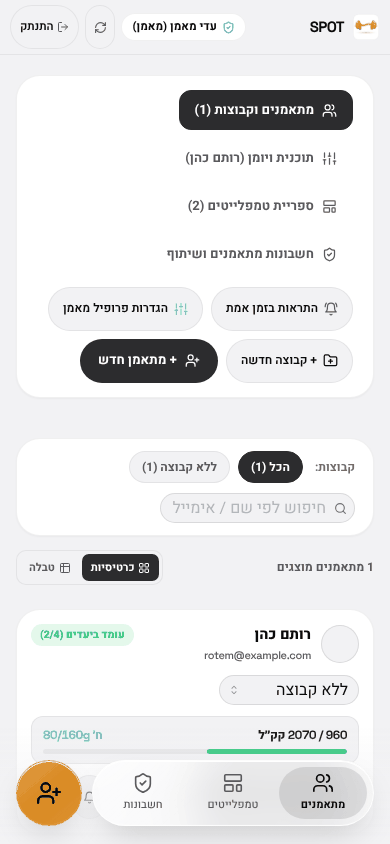 SPOT
עדי מאמן (מאמן)
התנתק
מתאמנים וקבוצות (1)
תוכנית ויומן (רותם כהן)
ספריית טמפלייטים (2)
חשבונות מתאמנים ושיתוף
התראות בזמן אמת
הגדרות פרופיל מאמן
+ קבוצה חדשה
+ מתאמן חדש
קבוצות:
הכל (1)
ללא קבוצה (1)
חיפוש לפי שם / אימייל
1 מתאמנים מוצגים
כרטיסיות
טבלה
רותם כהן
עומד ביעדים (2/4)
rotem@example.com
ללא קבוצה
960 / 2070 קק״ל
ח' 80/160g
מתאמנים
טמפלייטים
חשבונות